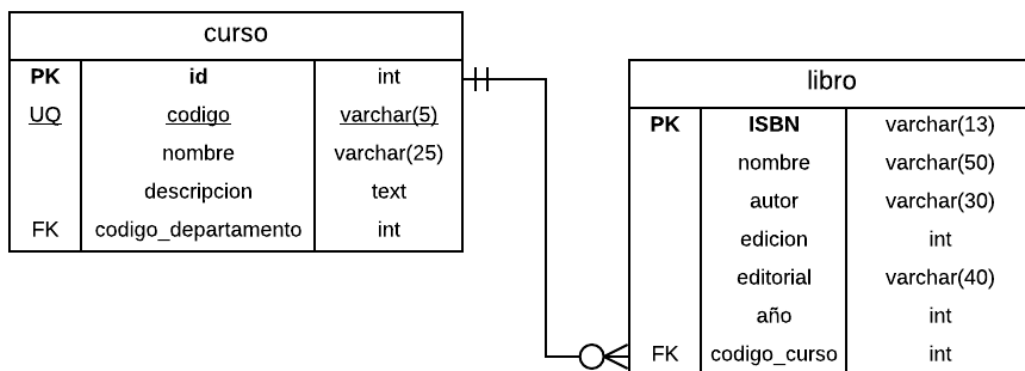 curso
PK id int
UQ codigo varchar(5)
nombre varchar(25)
descripcion text
FK codigo_departamento int
libro
PK ISBN varchar(13)
nombre varchar(50)
autor varchar(30)
edicion int
editorial varchar(40)
año int
FK codigo_curso int